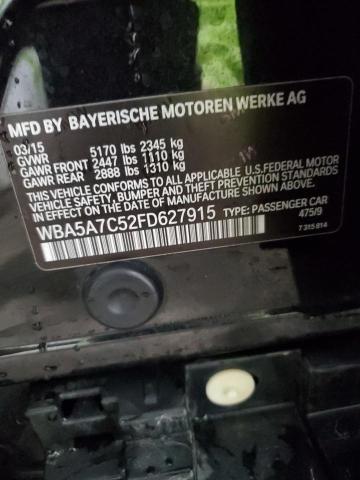 MFD BY BAYERISCHE MOTOREN WERKE AG
03/15
GVWR 5170 lbs 2345 kg
GAWR FRONT 2447 lbs 1110 kg
GAWR REAR 2888 lbs 1310 kg
THIS VEHICLE CONFORMS TO ALL APPLICABLE U.S.FEDERAL MOTOR
VEHICLE SAFETY, BUMPER, AND THEFT PREVENTION STANDARDS
IN EFFECT ON THE DATE OF MANUFACTURE SHOWN ABOVE.
WBA5A7C52FD627915 TYPE: PASSENGER CAR
475/9
7 315 814